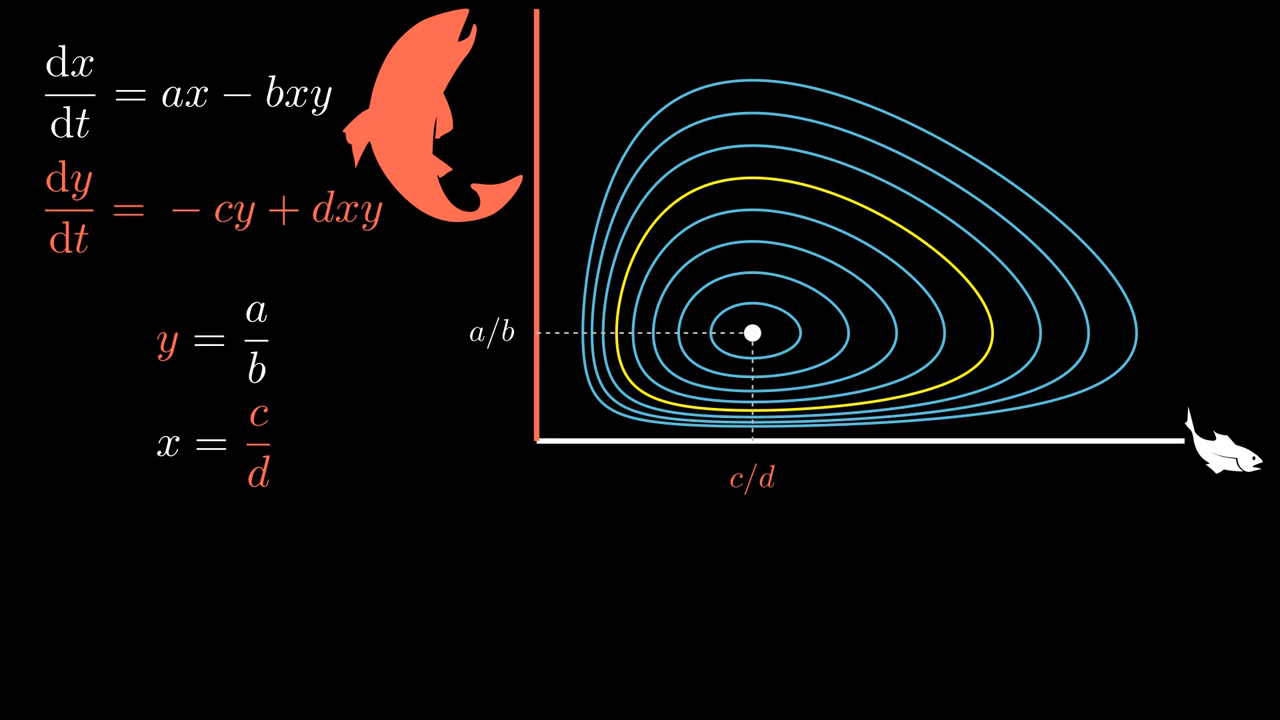 dx/dt = ax − bxy
dy/dt = − cy + dxy
y = a/b
x = c/d
a/b
c/d